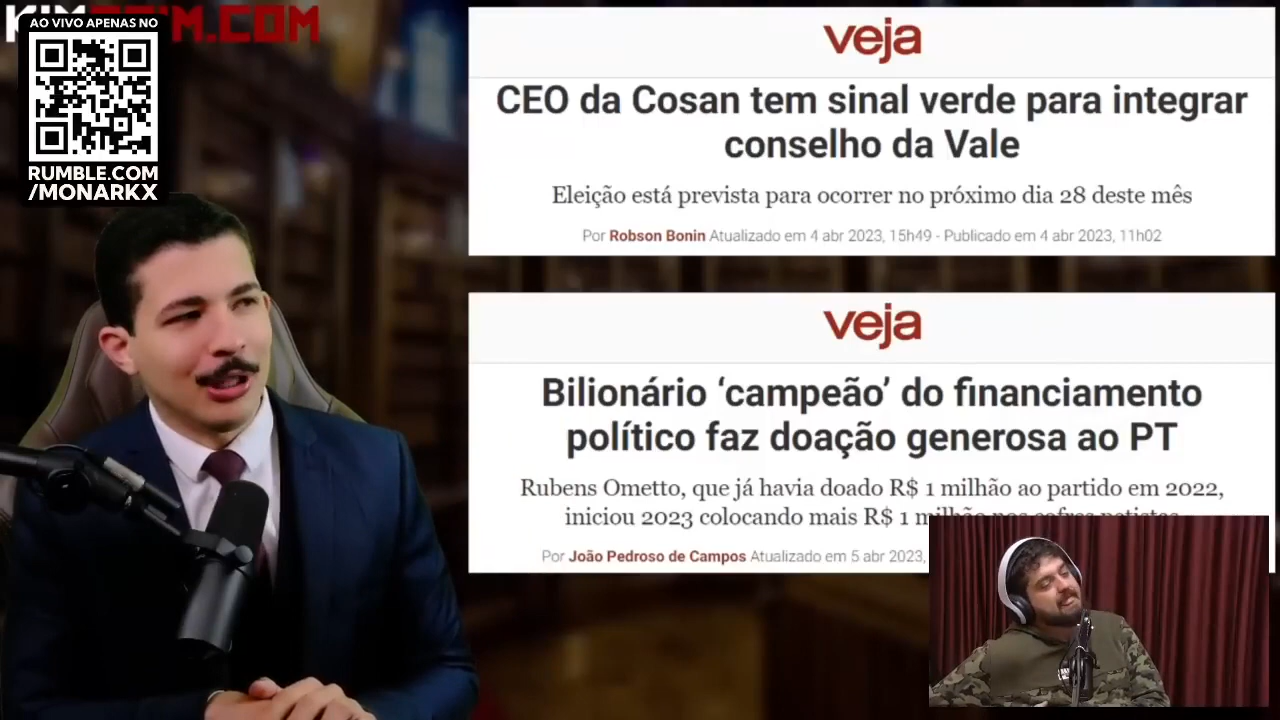 AO VIVO APENAS NO
RUMBLE.COM
/MONARKX
veja
CEO da Cosan tem sinal verde para integrar
conselho da Vale
Eleição está prevista para ocorrer no próximo dia 28 deste mês
Por Robson Bonin Atualizado em 4 abr 2023, 15h49 - Publicado em 4 abr 2023, 11h02
veja
Bilionário ‘campeão’ do financiamento
político faz doação generosa ao PT
Rubens Ometto, que já havia doado R$ 1 milhão ao partido em 2022,
iniciou 2023 colocando mais R$ 1 milhão nos cofres petistas
Por João Pedroso de Campos Atualizado em 5 abr 2023,